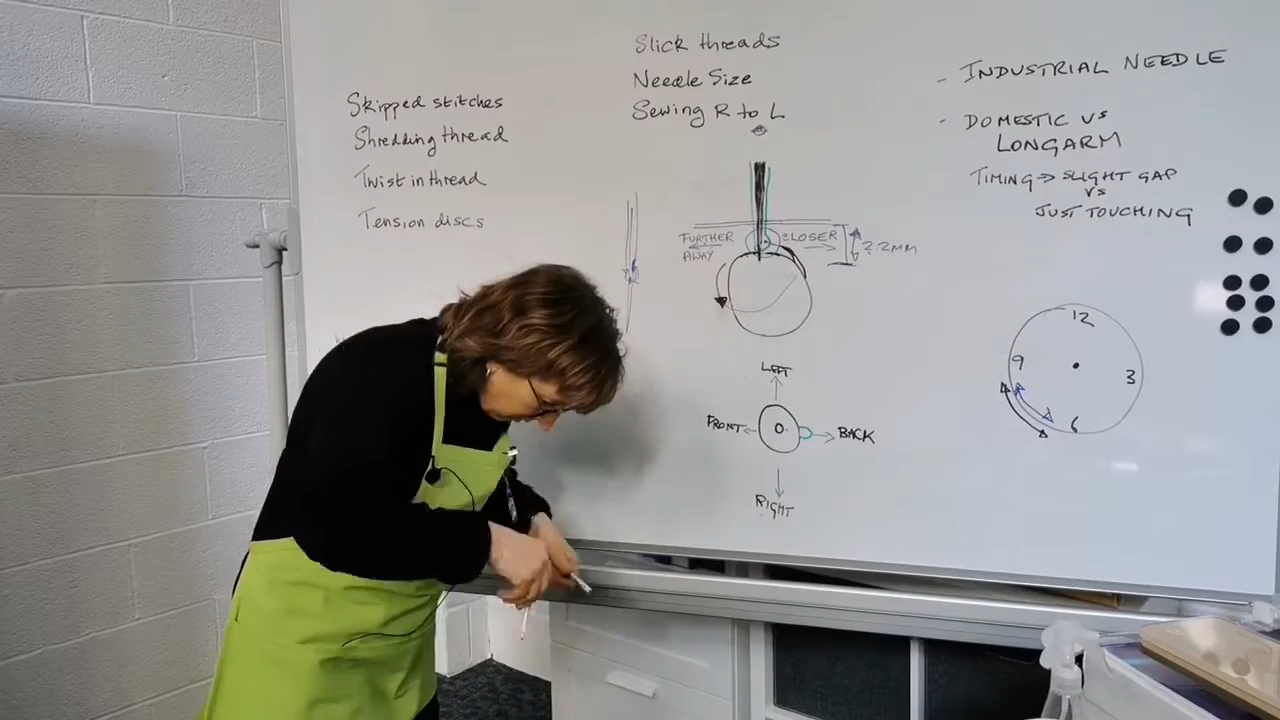 Skipped stitches
Shredding thread
Twist in thread
Tension discs
Slick threads
Needle Size
Sewing R to L
FURTHER
AWAY
CLOSER
2.2MM
LEFT
FRONT
BACK
RIGHT
- INDUSTRIAL NEEDLE
- DOMESTIC VS
LONGARM
TIMING → SLIGHT GAP
VS
JUST TOUCHING
12
9
3
6